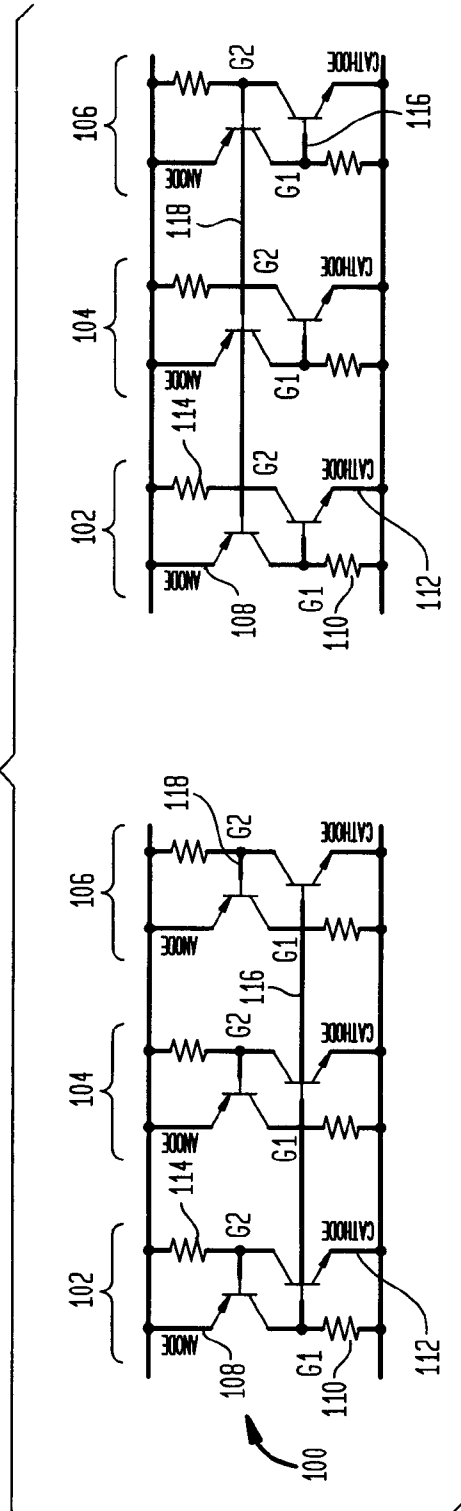 102
104
106
114
118
ANODE
ANODE
ANODE
108
G2
G2
G2
116
G1
G1
G1
100
110
112
CATHODE
CATHODE
CATHODE
102
104
106
114
118
ANODE
ANODE
ANODE
108
G2
G2
G2
G1
G1
G1
110
112
116
CATHODE
CATHODE
CATHODE